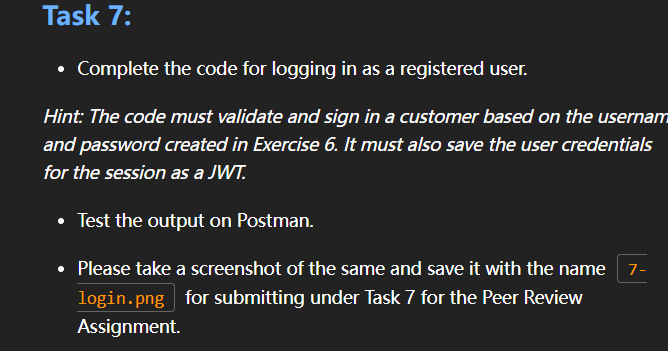 Task 7:
• Complete the code for logging in as a registered user.
Hint: The code must validate and sign in a customer based on the usernam
and password created in Exercise 6. It must also save the user credentials
for the session as a JWT.
• Test the output on Postman.
• Please take a screenshot of the same and save it with the name 7-
login.png for submitting under Task 7 for the Peer Review
Assignment.